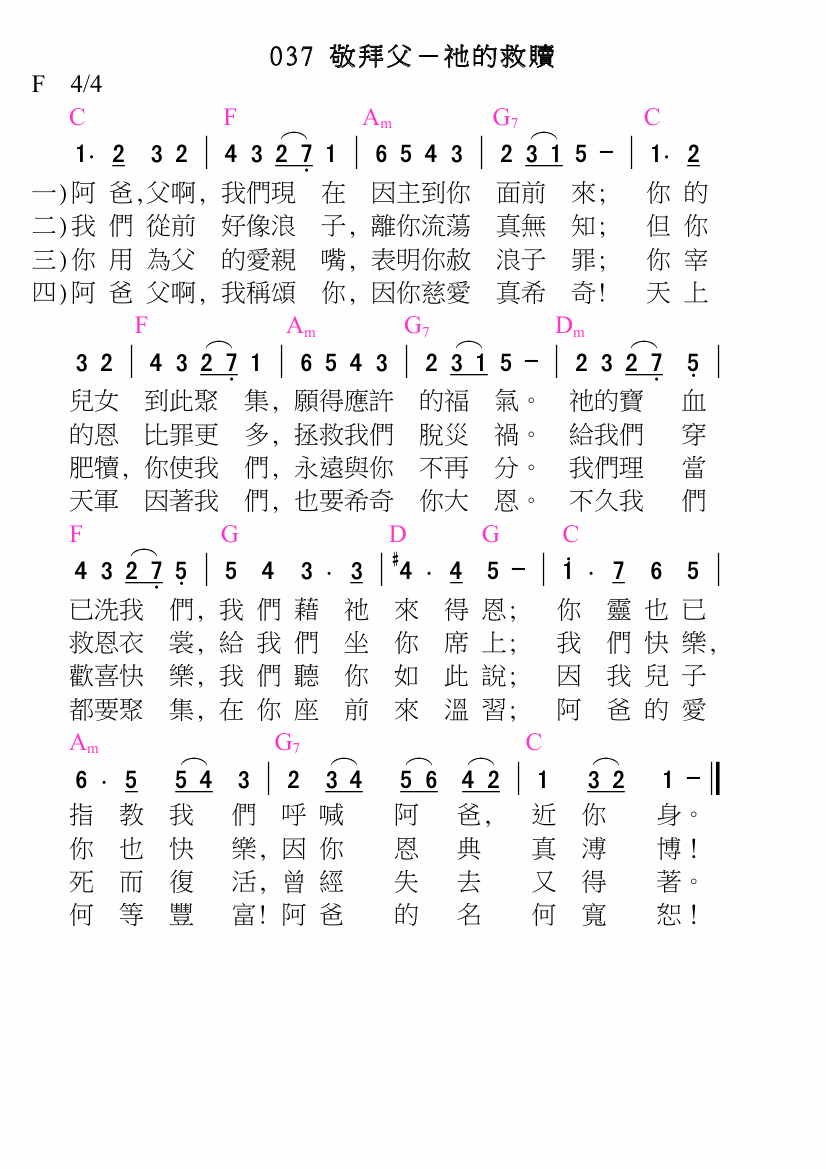 037 敬拜父－祂的救贖
F 4/4
C F Am G7 C
1· 2 3 2 | 4 3 2 7 1 | 6 5 4 3 | 2 3 1 5 － | 1· 2
一)阿 爸,父啊, 我們現 在 因主到你 面前 來; 你 的
二)我 們 從前 好像浪 子, 離你流蕩 真無 知; 但 你
三)你 用 為父 的愛親 嘴, 表明你赦 浪子 罪; 你 宰
四)阿 爸 父啊, 我稱頌 你, 因你慈愛 真希 奇! 天 上
F Am G7 Dm
3 2 | 4 3 2 7 1 | 6 5 4 3 | 2 3 1 5 － | 2 3 2 7 5 |
兒女 到此聚 集, 願得應許 的福 氣。 祂的寶 血
的恩 比罪更 多, 拯救我們 脫災 禍。 給我們 穿
肥犢, 你使我 們, 永遠與你 不再 分。 我們理 當
天軍 因著我 們, 也要希奇 你大 恩。 不久我 們
F G D G C
4 3 2 7 5 | 5 4 3 · 3 | #4 · 4 5 － | 1 · 7 6 5 |
已洗我 們, 我 們 藉 祂 來 得 恩; 你 靈 也 已
救恩衣 裳, 給 我 們 坐 你 席 上; 我 們 快 樂,
歡喜快 樂, 我 們 聽 你 如 此 說; 因 我 兒 子
都要聚 集, 在 你 座 前 來 溫 習; 阿 爸 的 愛
Am G7 C
6 · 5 5 4 3 | 2 3 4 5 6 4 2 | 1 3 2 1 － ‖
指 教 我 們 呼 喊 阿 爸, 近 你 身。
你 也 快 樂, 因 你 恩 典 真 溥 博!
死 而 復 活, 曾 經 失 去 又 得 著。
何 等 豐 富! 阿 爸 的 名 何 寬 恕!